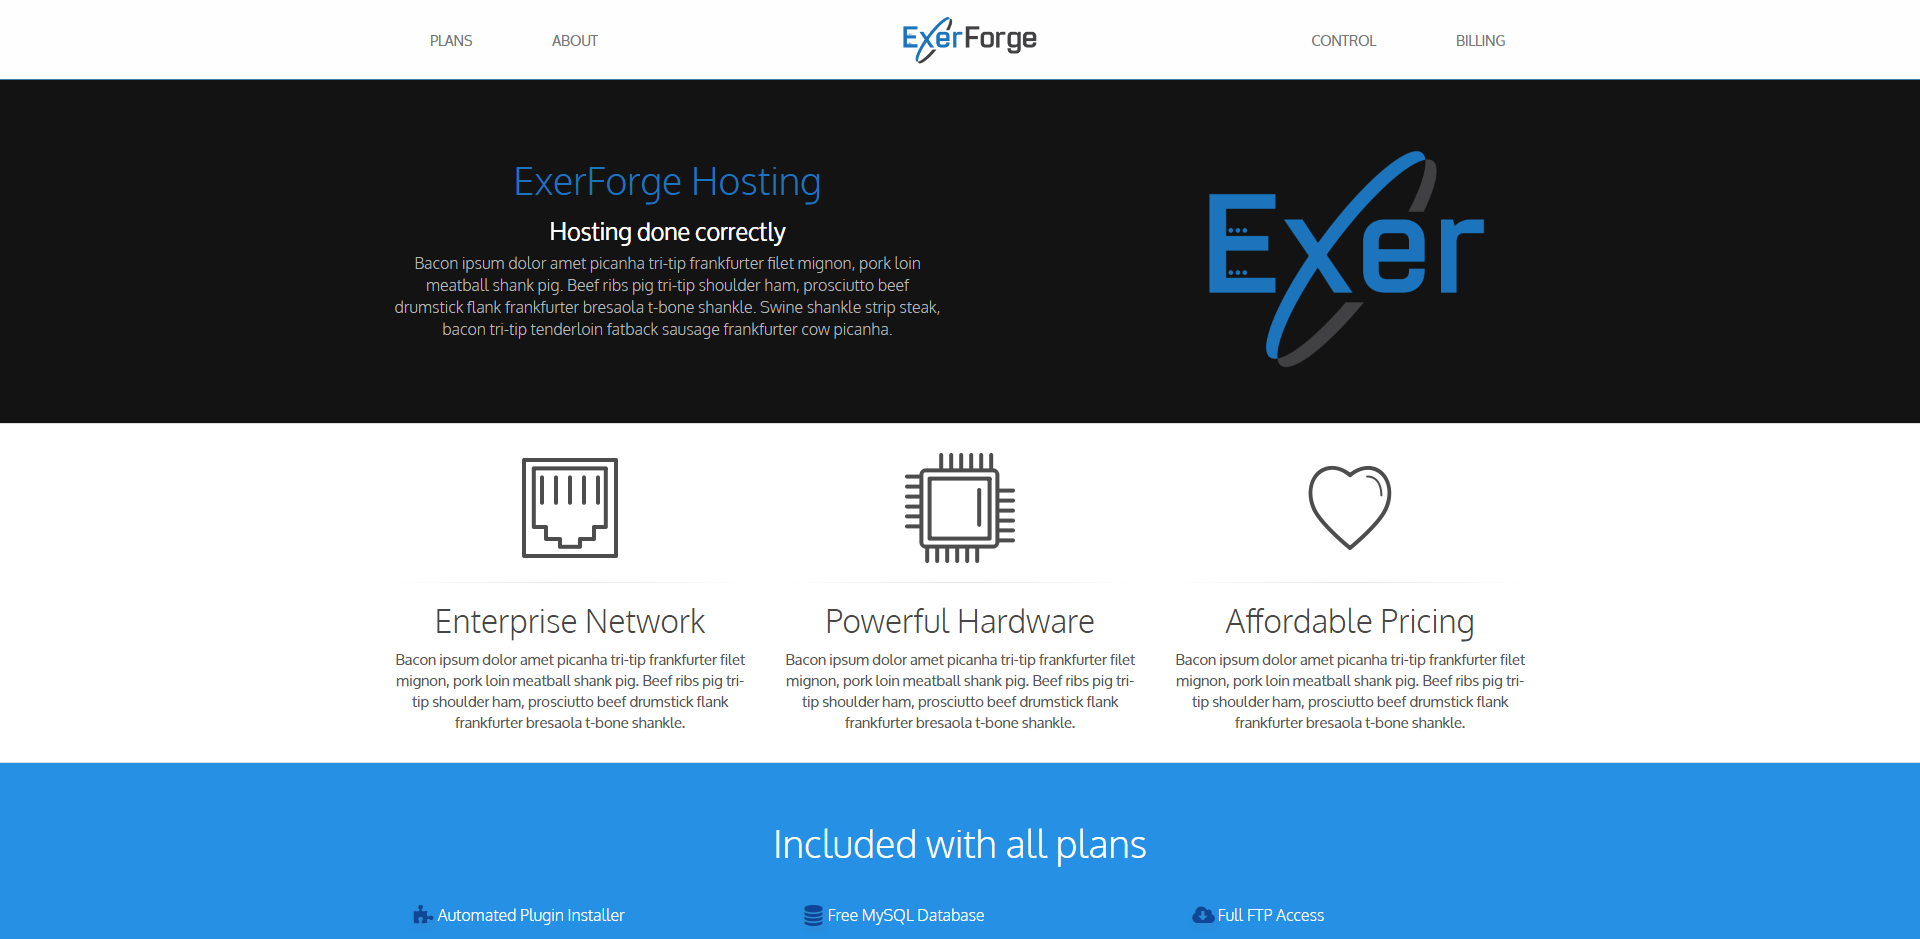 PLANS
ABOUT
ExerForge
CONTROL
BILLING
ExerForge Hosting
Hosting done correctly
Bacon ipsum dolor amet picanha tri-tip frankfurter filet mignon, pork loin
meatball shank pig. Beef ribs pig tri-tip shoulder ham, prosciutto beef
drumstick flank frankfurter bresaola t-bone shankle. Swine shankle strip steak,
bacon tri-tip tenderloin fatback sausage frankfurter cow picanha.
Exer
Enterprise Network
Bacon ipsum dolor amet picanha tri-tip frankfurter filet
mignon, pork loin meatball shank pig. Beef ribs pig tri-
tip shoulder ham, prosciutto beef drumstick flank
frankfurter bresaola t-bone shankle.
Powerful Hardware
Bacon ipsum dolor amet picanha tri-tip frankfurter filet
mignon, pork loin meatball shank pig. Beef ribs pig tri-
tip shoulder ham, prosciutto beef drumstick flank
frankfurter bresaola t-bone shankle.
Affordable Pricing
Bacon ipsum dolor amet picanha tri-tip frankfurter filet
mignon, pork loin meatball shank pig. Beef ribs pig tri-
tip shoulder ham, prosciutto beef drumstick flank
frankfurter bresaola t-bone shankle.
Included with all plans
Automated Plugin Installer
Free MySQL Database
Full FTP Access